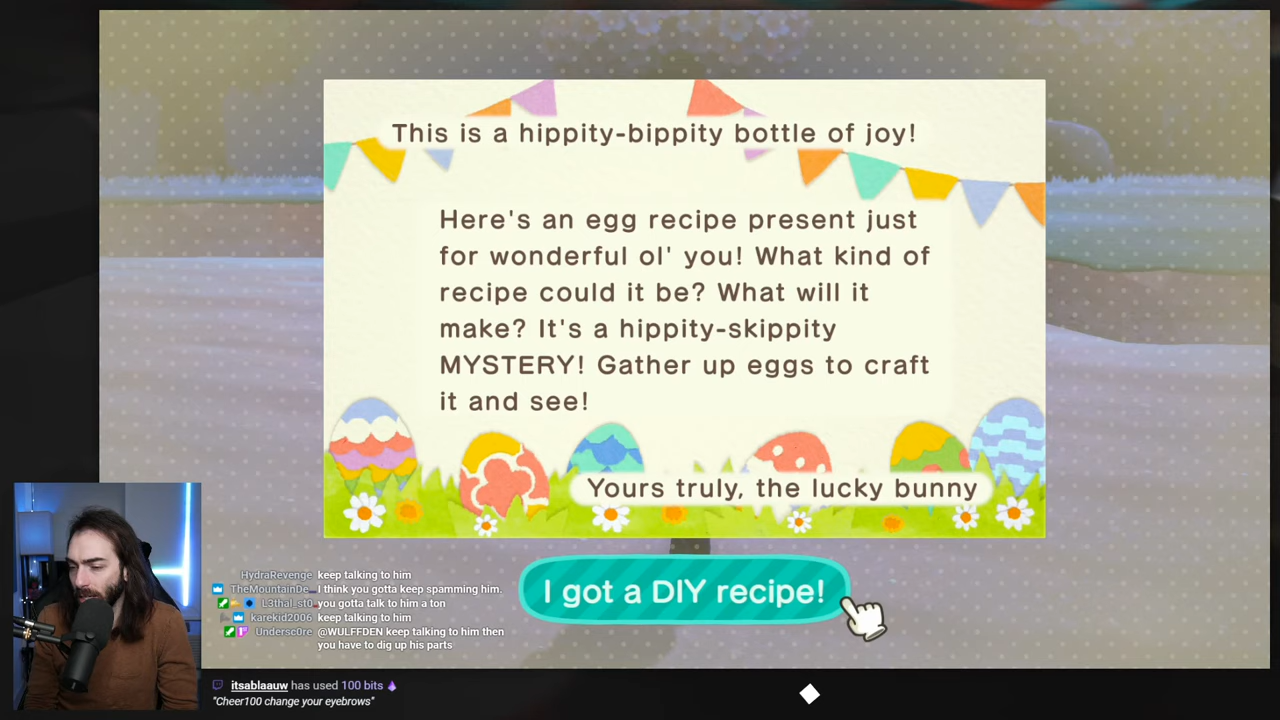 This is a hippity-bippity bottle of joy!
Here's an egg recipe present just
for wonderful ol' you! What kind of
recipe could it be? What will it
make? It's a hippity-skippity
MYSTERY! Gather up eggs to craft
it and see!
Yours truly, the lucky bunny
I got a DIY recipe!
HydraRevenge keep talking to him
TheMountainDe... I think you gotta keep spamming him.
L3thal_st0... you gotta talk to him a ton
karekid2006 keep talking to him
Undersc0re @WULFFDEN keep talking to him then
you have to dig up his parts
itsablaauw has used 100 bits
"Cheer100 change your eyebrows"